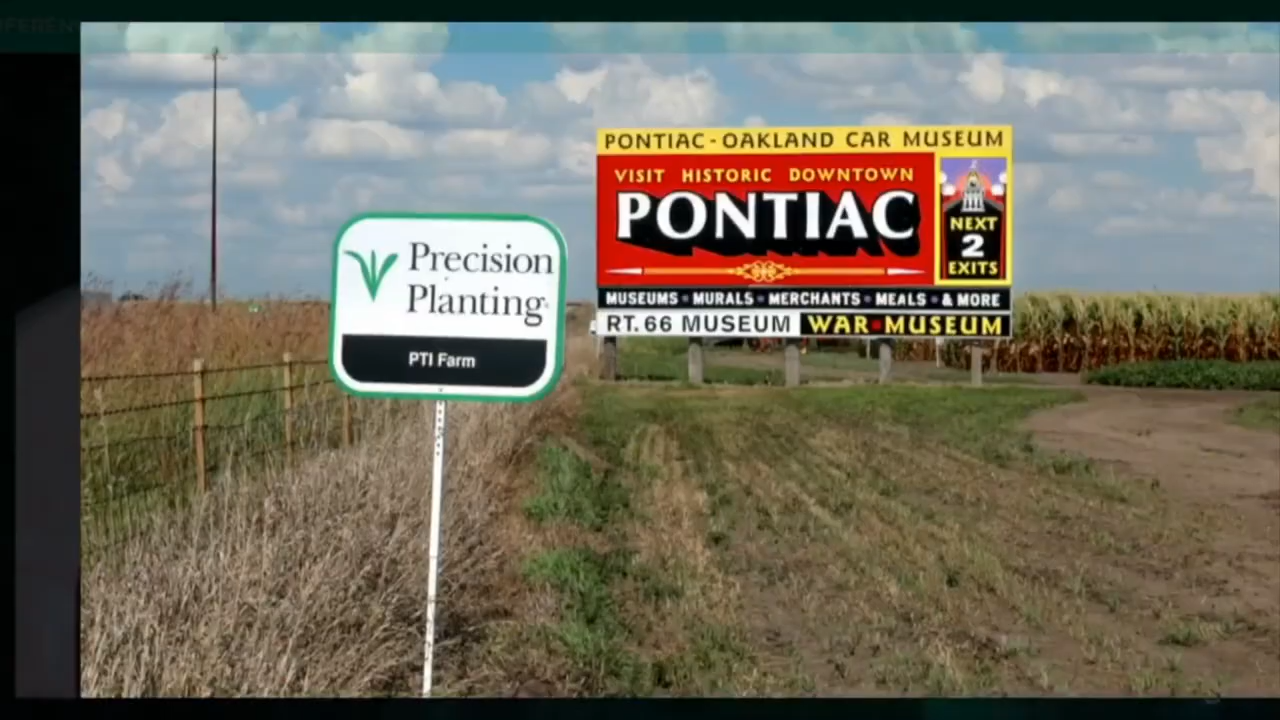 PONTIAC-OAKLAND CAR MUSEUM
VISIT HISTORIC DOWNTOWN
PONTIAC
NEXT
2
EXITS
MUSEUMS • MURALS • MERCHANTS • MEALS • & MORE
RT. 66 MUSEUM WAR • MUSEUM
Precision
Planting
PTI Farm